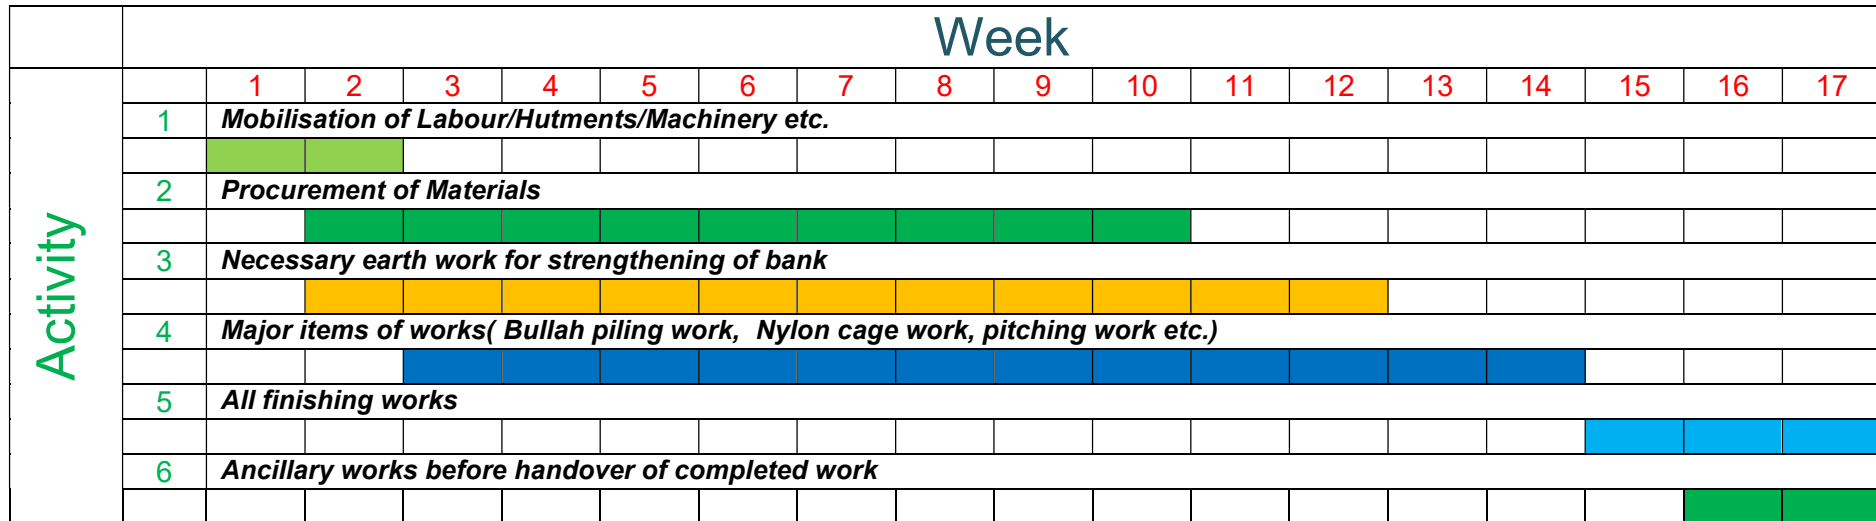 Week
Activity
1 2 3 4 5 6 7 8 9 10 11 12 13 14 15 16 17
1 Mobilisation of Labour/Hutments/Machinery etc.
2 Procurement of Materials
3 Necessary earth work for strengthening of bank
4 Major items of works( Bullah piling work, Nylon cage work, pitching work etc.)
5 All finishing works
6 Ancillary works before handover of completed work